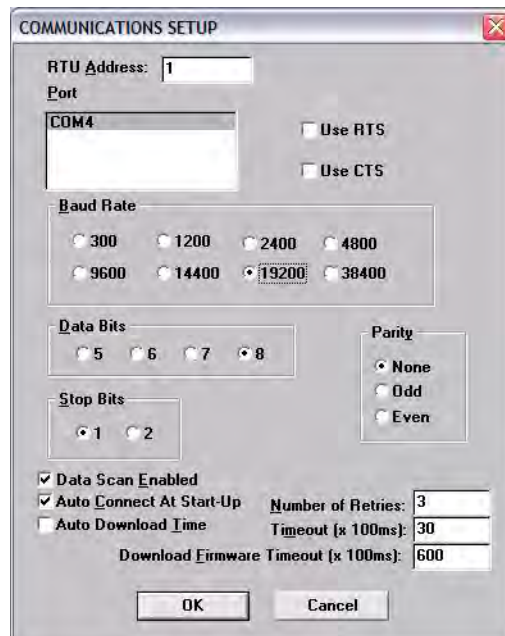 COMMUNICATIONS SETUP
RTU Address: 1
Port
COM4
Use RTS
Use CTS
Baud Rate
300 1200 2400 4800
9600 14400 19200 38400
Data Bits
5 6 7 8
Parity
None
Odd
Even
Stop Bits
1 2
Data Scan Enabled
Auto Connect At Start-Up
Number of Retries: 3
Auto Download Time
Timeout (x 100ms): 30
Download Firmware Timeout (x 100ms): 600
OK Cancel